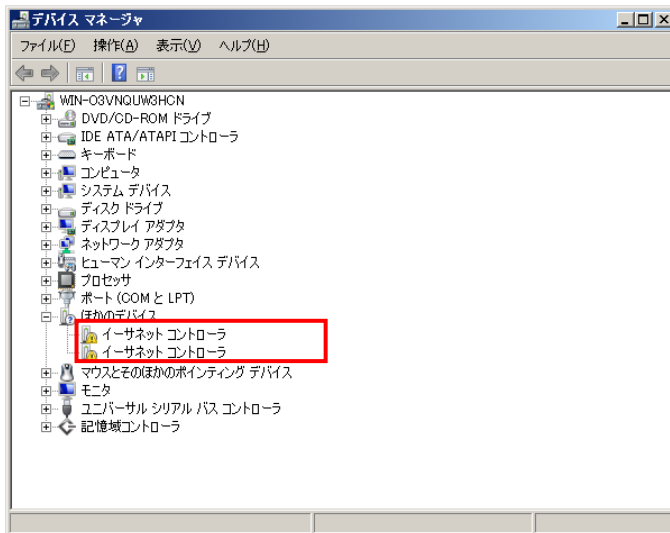 デバイス マネージャ
ファイル(F) 操作(A) 表示(V) ヘルプ(H)
WIN-O3VNQUW3HCN
DVD/CD-ROM ドライブ
IDE ATA/ATAPI コントローラ
キーボード
コンピュータ
システム デバイス
ディスク ドライブ
ディスプレイ アダプタ
ネットワーク アダプタ
ヒューマン インターフェイス デバイス
プロセッサ
ポート (COM と LPT)
ほかのデバイス
イーサネット コントローラ
イーサネット コントローラ
マウスとそのほかのポインティング デバイス
モニタ
ユニバーサル シリアル バス コントローラ
記憶域コントローラ